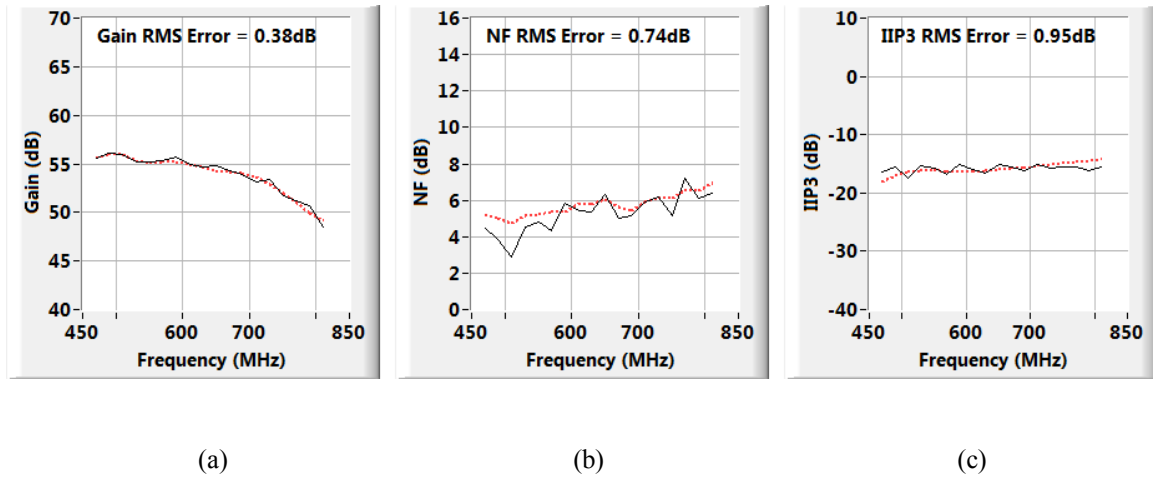 70
65
60
55
50
45
40
Gain (dB)
Gain RMS Error = 0.38dB
450 600 700 850
Frequency (MHz)
16
14
12
10
8
6
4
2
0
NF (dB)
NF RMS Error = 0.74dB
450 600 700 850
Frequency (MHz)
10
0
-10
-20
-30
-40
IIP3 (dB)
IIP3 RMS Error = 0.95dB
450 600 700 850
Frequency (MHz)
(a) (b) (c)